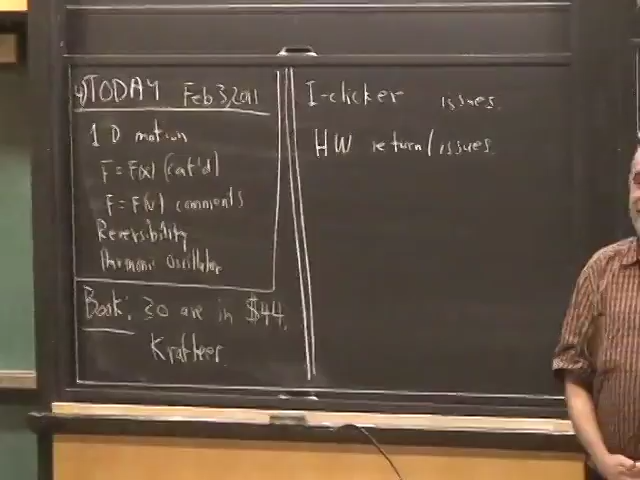 TODAY Feb 3, 2011
1 D motion
F = F(x) (cont'd)
F = F(v) comments
Reversibility
Harmonic Oscillator
Book: 30 are in $44
I-clicker issues
HW return/issues